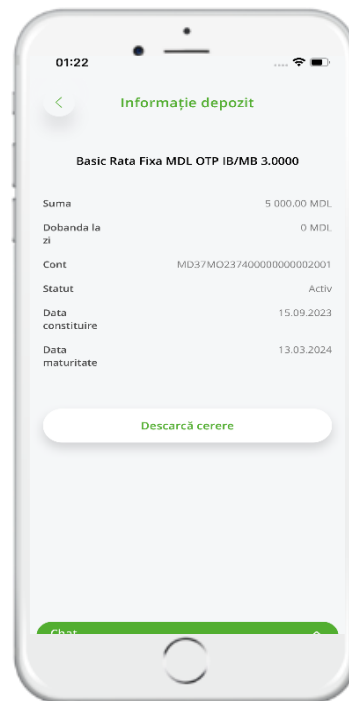 01:22
Informație depozit
Basic Rata Fixa MDL OTP IB/MB 3.0000
Suma 5 000.00 MDL
Dobanda la zi 0 MDL
Cont MD37MO237400000000002001
Statut Activ
Data constituire 15.09.2023
Data maturitate 13.03.2024
Descarcă cerere
Chat